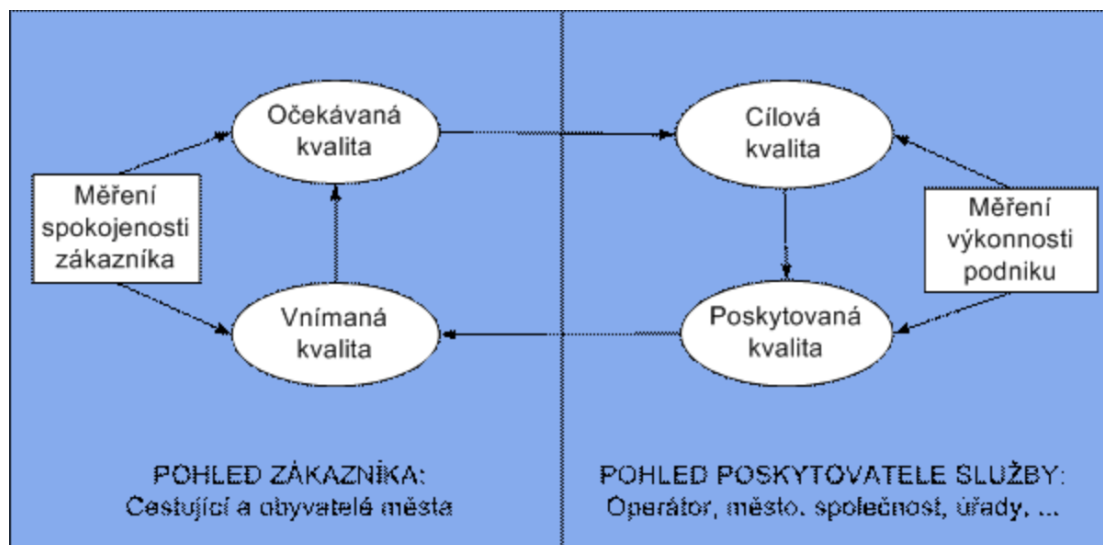 Očekávaná
kvalita
Cílová
kvalita
Měření
spokojenosti
zákazníka
Měření
výkonnosti
podniku
Vnímaná
kvalita
Poskytovaná
kvalita
POHLED ZÁKAZNÍKA:
Cestující a obyvatelé města
POHLED POSKYTOVATELE SLUŽBY:
Operátor, město, společnost, úřady, ...